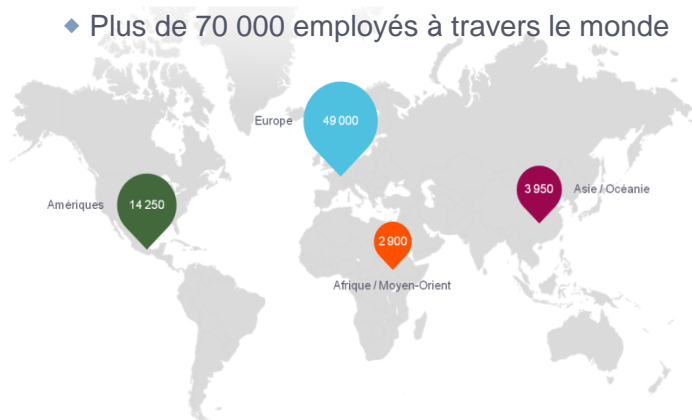 Plus de 70 000 employés à travers le monde
Europe
49 000
Amériques
14 250
3 950
Asie / Océanie
2 900
Afrique / Moyen-Orient